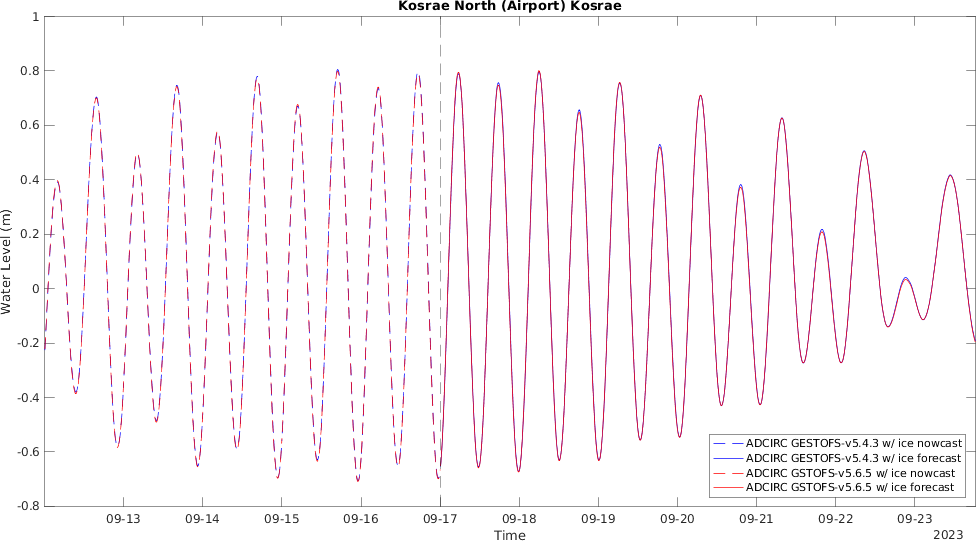 Kosrae North (Airport) Kosrae
1
0.8
0.6
0.4
0.2
0
-0.2
-0.4
-0.6
-0.8
Water Level (m)
ADCIRC GESTOFS-v5.4.3 w/ ice nowcast
ADCIRC GESTOFS-v5.4.3 w/ ice forecast
ADCIRC GSTOFS-v5.6.5 w/ ice nowcast
ADCIRC GSTOFS-v5.6.5 w/ ice forecast
09-13 09-14 09-15 09-16 09-17 09-18 09-19 09-20 09-21 09-22 09-23
Time
2023